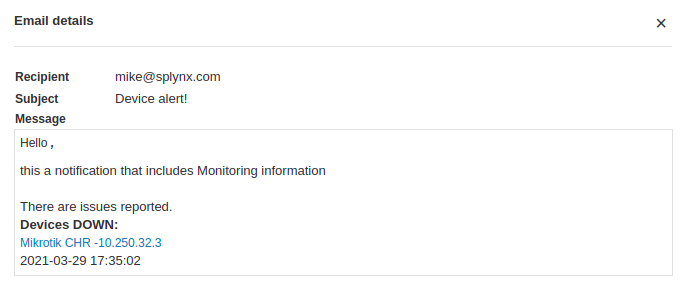 Email details
×
Recipient mike@splynx.com
Subject Device alert!
Message
Hello ,
this a notification that includes Monitoring information
There are issues reported.
Devices DOWN:
Mikrotik CHR -10.250.32.3
2021-03-29 17:35:02